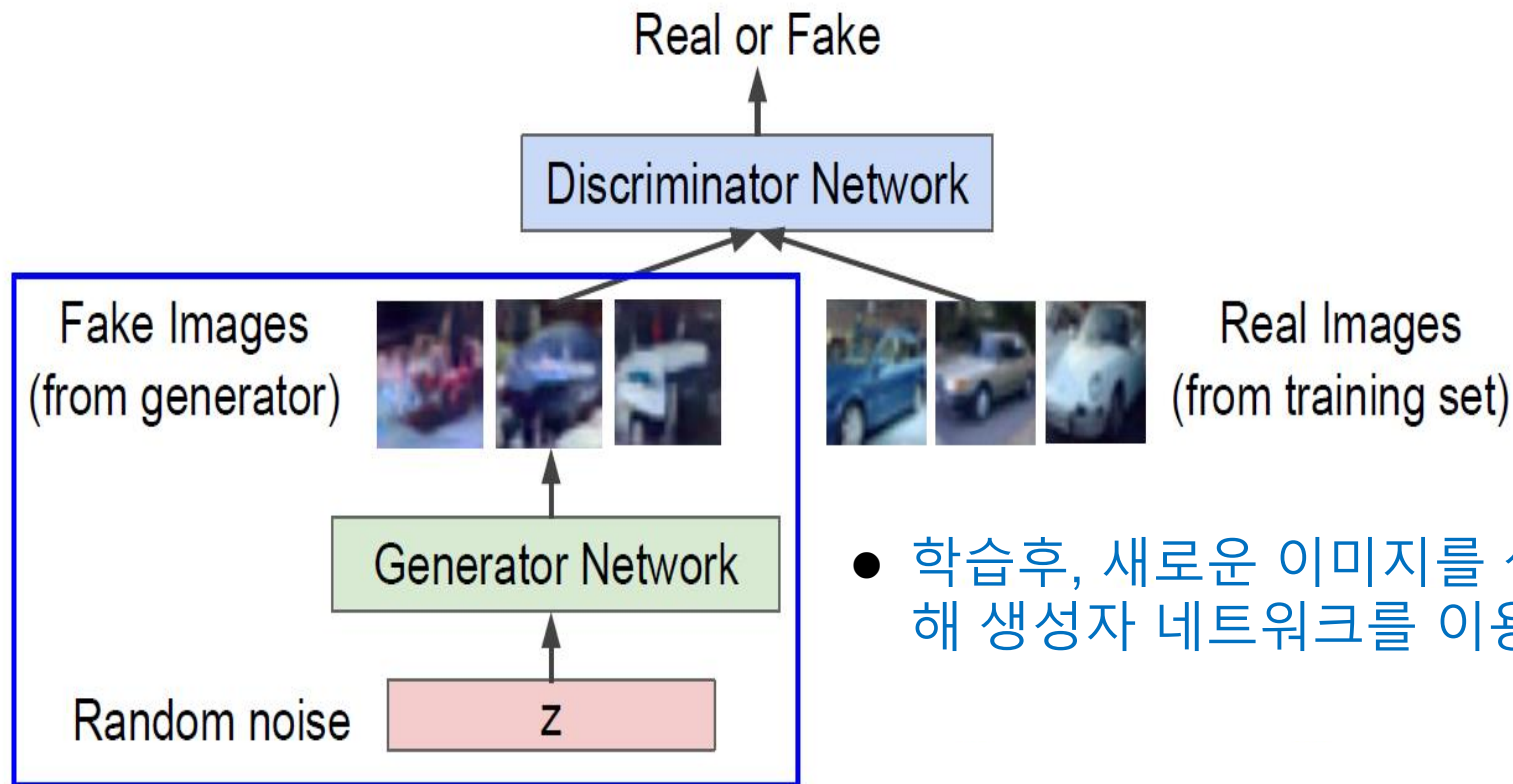 Real or Fake
Discriminator Network
Fake Images
(from generator)
Real Images
(from training set)
Generator Network
● 학습후, 새로운 이미지를
해 생성자 네트워크를
Random noise
z